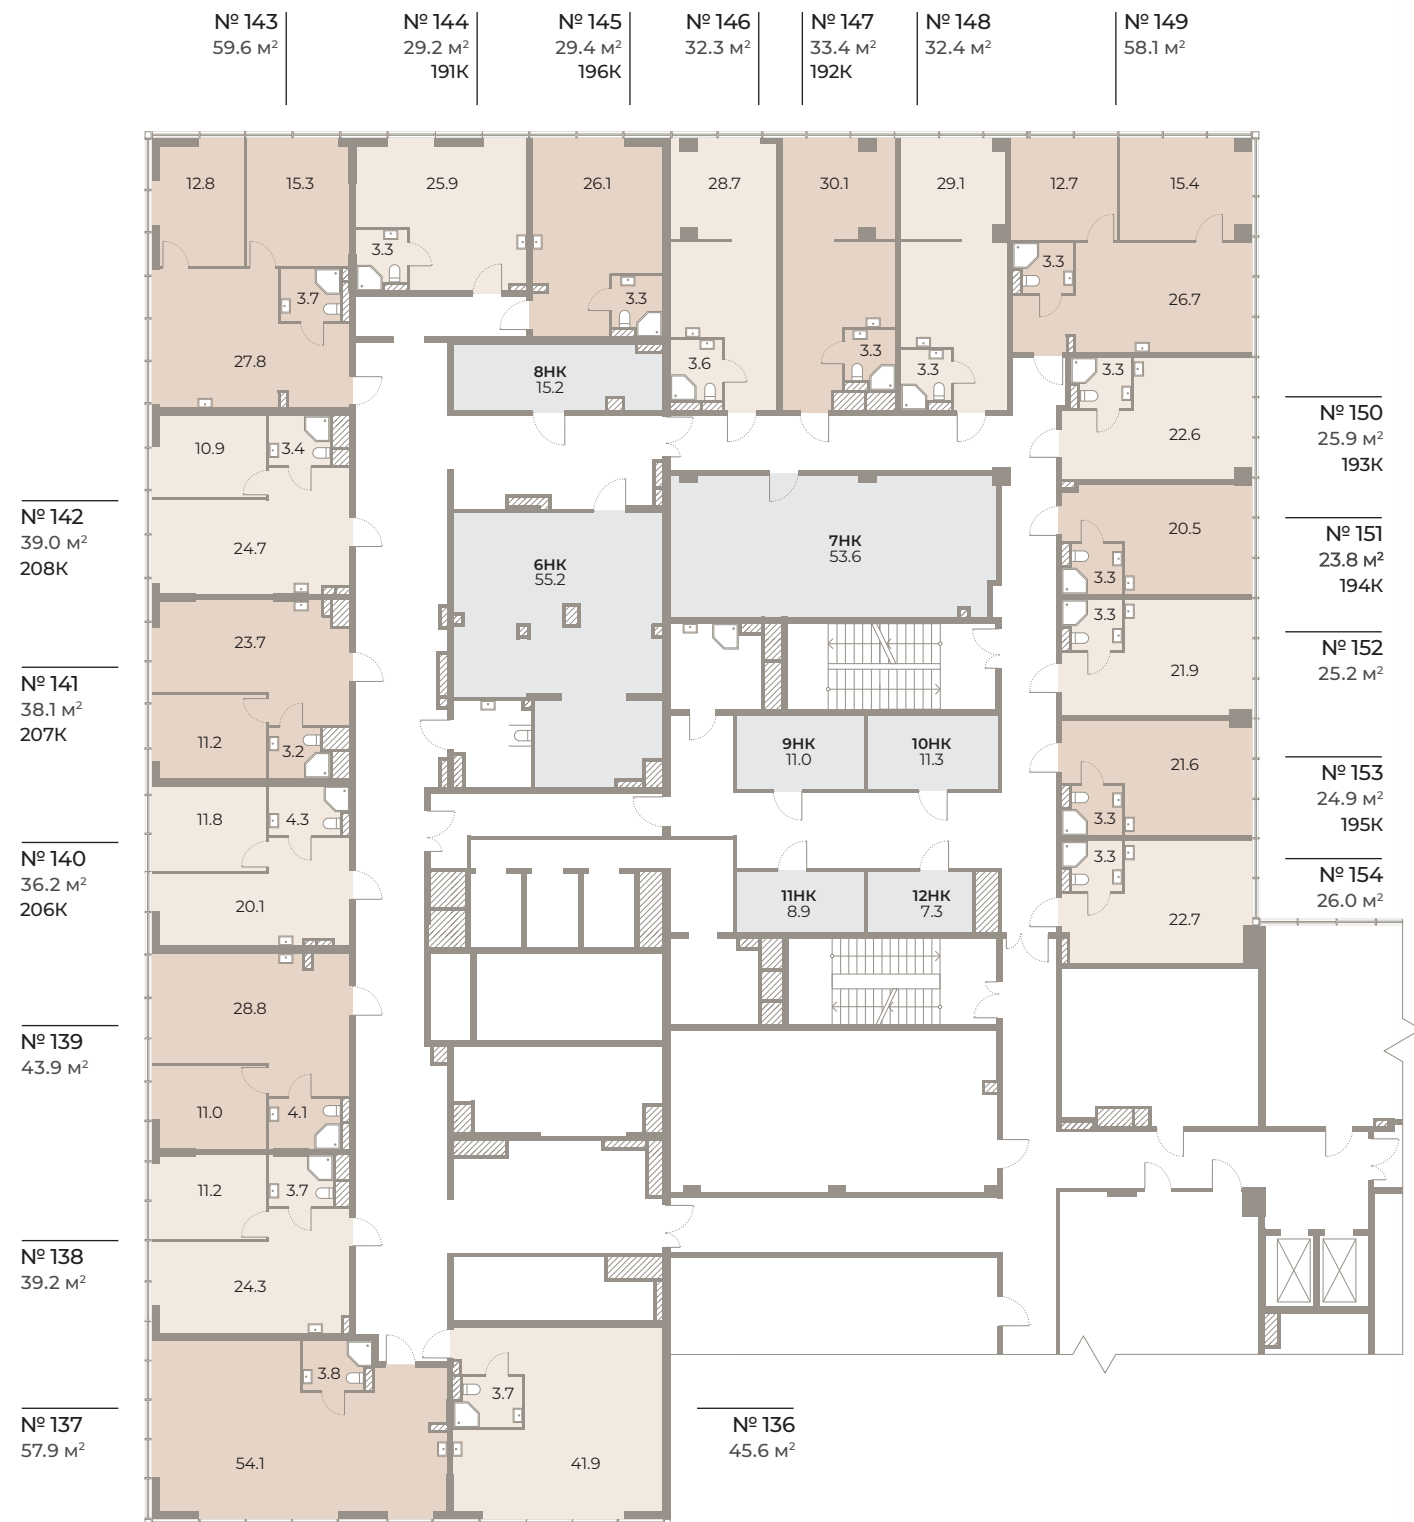 № 143
59.6 м²
№ 144
29.2 м²
191К
№ 145
29.4 м²
196К
№ 146
32.3 м²
№ 147
33.4 м²
192К
№ 148
32.4 м²
№ 149
58.1 м²
12.8
15.3
25.9
26.1
28.7
30.1
29.1
12.7
15.4
3.3
3.7
3.3
3.3
26.7
27.8
8НК
15.2
3.6
3.3
3.3
3.3
№ 150
25.9 м²
193К
10.9
3.4
22.6
№ 142
39.0 м²
208К
24.7
6НК
55.2
7НК
53.6
20.5
3.3
№ 151
23.8 м²
194К
23.7
3.3
№ 152
25.2 м²
№ 141
38.1 м²
207К
21.9
11.2
3.2
9НК
11.0
10НК
11.3
21.6
№ 153
24.9 м²
195К
11.8
4.3
3.3
№ 140
36.2 м²
206К
3.3
№ 154
26.0 м²
20.1
11НК
8.9
12НК
7.3
22.7
28.8
№ 139
43.9 м²
11.0
4.1
11.2
3.7
№ 138
39.2 м²
24.3
3.8
3.7
№ 137
57.9 м²
54.1
41.9
№ 136
45.6 м²